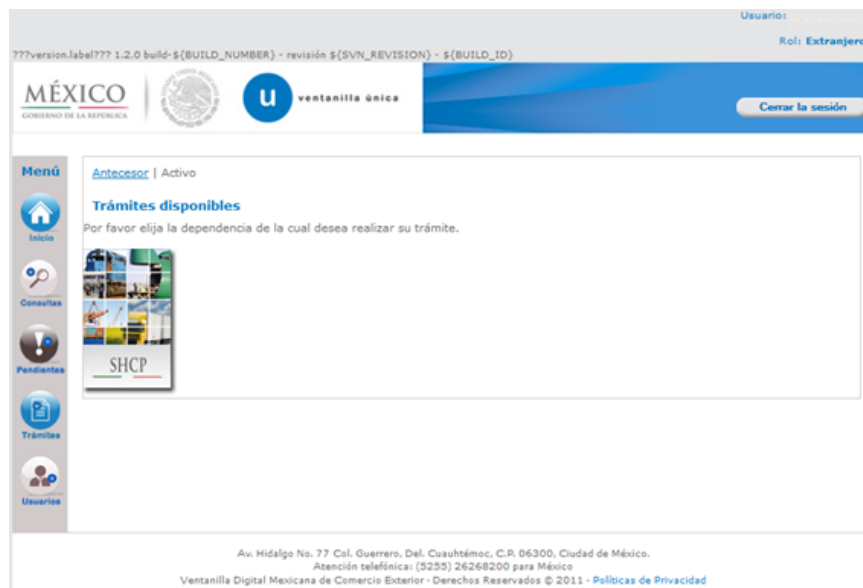 Usuario:
Rol: Extranjero
???version.label??? 1.2.0 build-${BUILD_NUMBER} - revisión ${SVN_REVISION} - ${BUILD_ID}
MÉXICO
GOBIERNO DE LA REPÚBLICA
u
ventanilla única
Cerrar la sesión
Menú
Antecesor | Activo
Trámites disponibles
Por favor elija la dependencia de la cual desea realizar su trámite.
Inicio
Consultas
Pendientes
SHCP
Trámites
Usuarios
Av. Hidalgo No. 77 Col. Guerrero, Del. Cuauhtémoc, C.P. 06300, Ciudad de México.
Atención telefónica: (5255) 26268200 para México
Ventanilla Digital Mexicana de Comercio Exterior - Derechos Reservados © 2011 - Políticas de Privacidad